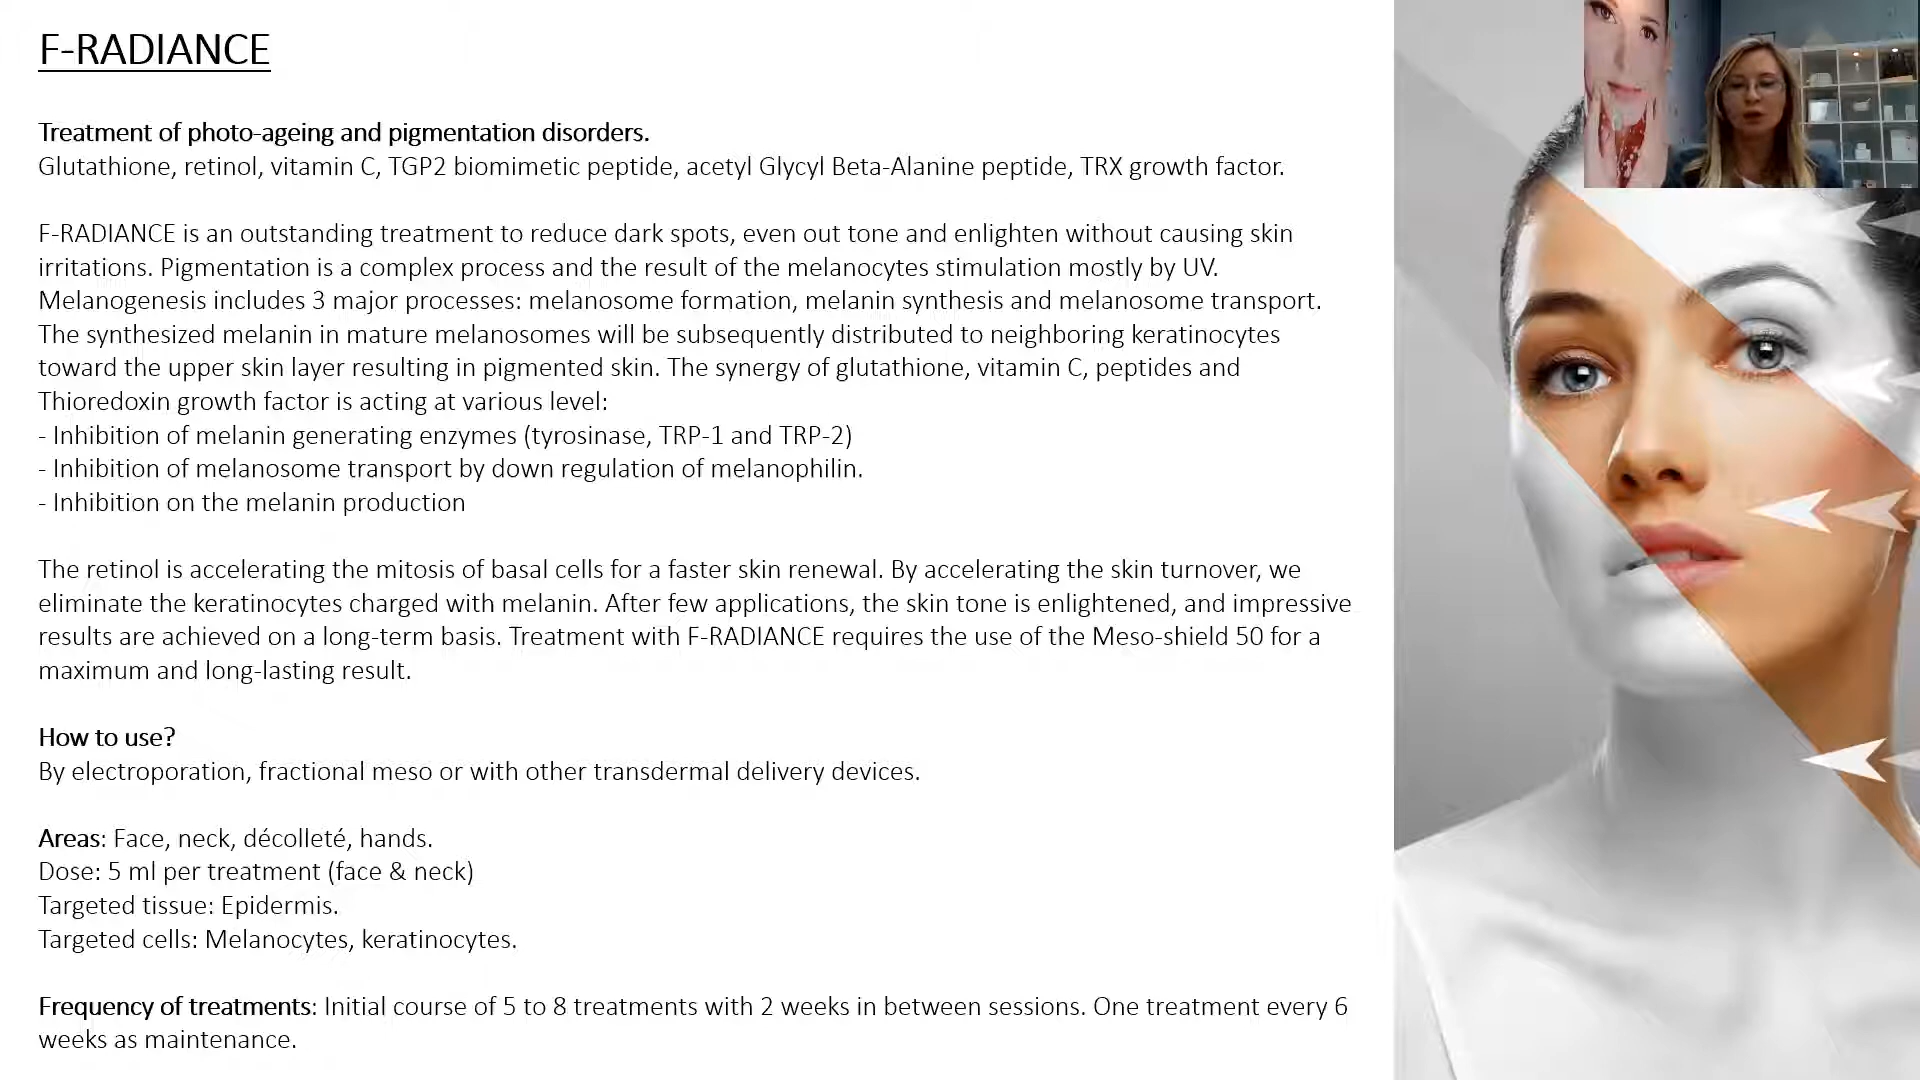 F-RADIANCE
Treatment of photo-ageing and pigmentation disorders.
Glutathione, retinol, vitamin C, TGP2 biomimetic peptide, acetyl Glycyl Beta-Alanine peptide, TRX growth factor.
F-RADIANCE is an outstanding treatment to reduce dark spots, even out tone and enlighten without causing skin
irritations. Pigmentation is a complex process and the result of the melanocytes stimulation mostly by UV.
Melanogenesis includes 3 major processes: melanosome formation, melanin synthesis and melanosome transport.
The synthesized melanin in mature melanosomes will be subsequently distributed to neighboring keratinocytes
toward the upper skin layer resulting in pigmented skin. The synergy of glutathione, vitamin C, peptides and
Thioredoxin growth factor is acting at various level:
- Inhibition of melanin generating enzymes (tyrosinase, TRP-1 and TRP-2)
- Inhibition of melanosome transport by down regulation of melanophilin.
- Inhibition on the melanin production
The retinol is accelerating the mitosis of basal cells for a faster skin renewal. By accelerating the skin turnover, we
eliminate the keratinocytes charged with melanin. After few applications, the skin tone is enlightened, and impressive
results are achieved on a long-term basis. Treatment with F-RADIANCE requires the use of the Meso-shield 50 for a
maximum and long-lasting result.
How to use?
By electroporation, fractional meso or with other transdermal delivery devices.
Areas: Face, neck, décolleté, hands.
Dose: 5 ml per treatment (face & neck)
Targeted tissue: Epidermis.
Targeted cells: Melanocytes, keratinocytes.
Frequency of treatments: Initial course of 5 to 8 treatments with 2 weeks in between sessions. One treatment every 6
weeks as maintenance.